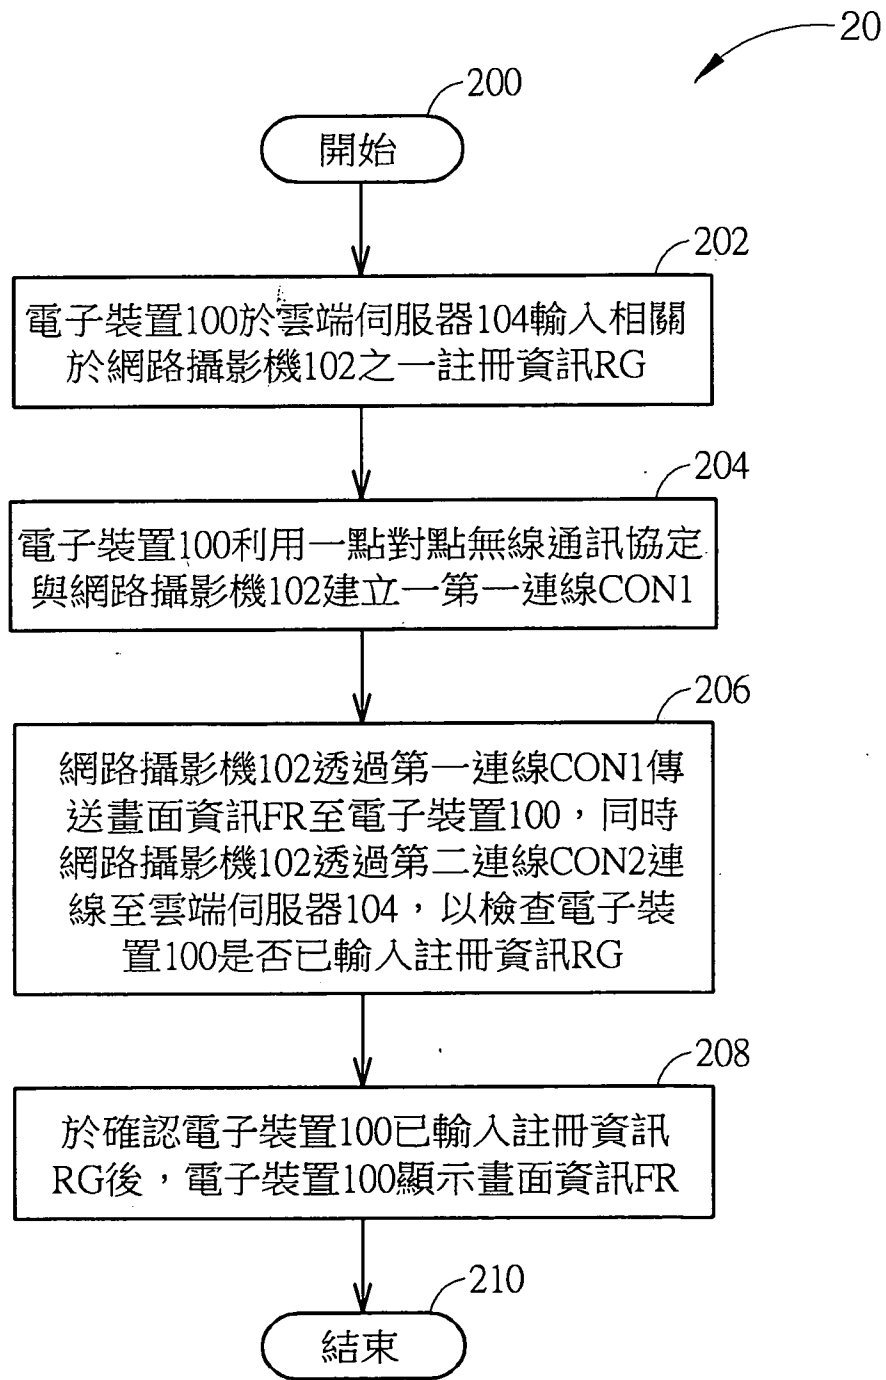 20
200
開始
202
電子裝置100於雲端伺服器104輸入相關
於網路攝影機102之一註冊資訊RG
204
電子裝置100利用一點對點無線通訊協定
與網路攝影機102建立一第一連線CON1
206
網路攝影機102透過第一連線CON1傳
送畫面資訊FR至電子裝置100，同時
網路攝影機102透過第二連線CON2連
線至雲端伺服器104，以檢查電子裝
置100是否已輸入註冊資訊RG
208
於確認電子裝置100已輸入註冊資訊
RG後，電子裝置100顯示畫面資訊FR
210
結束